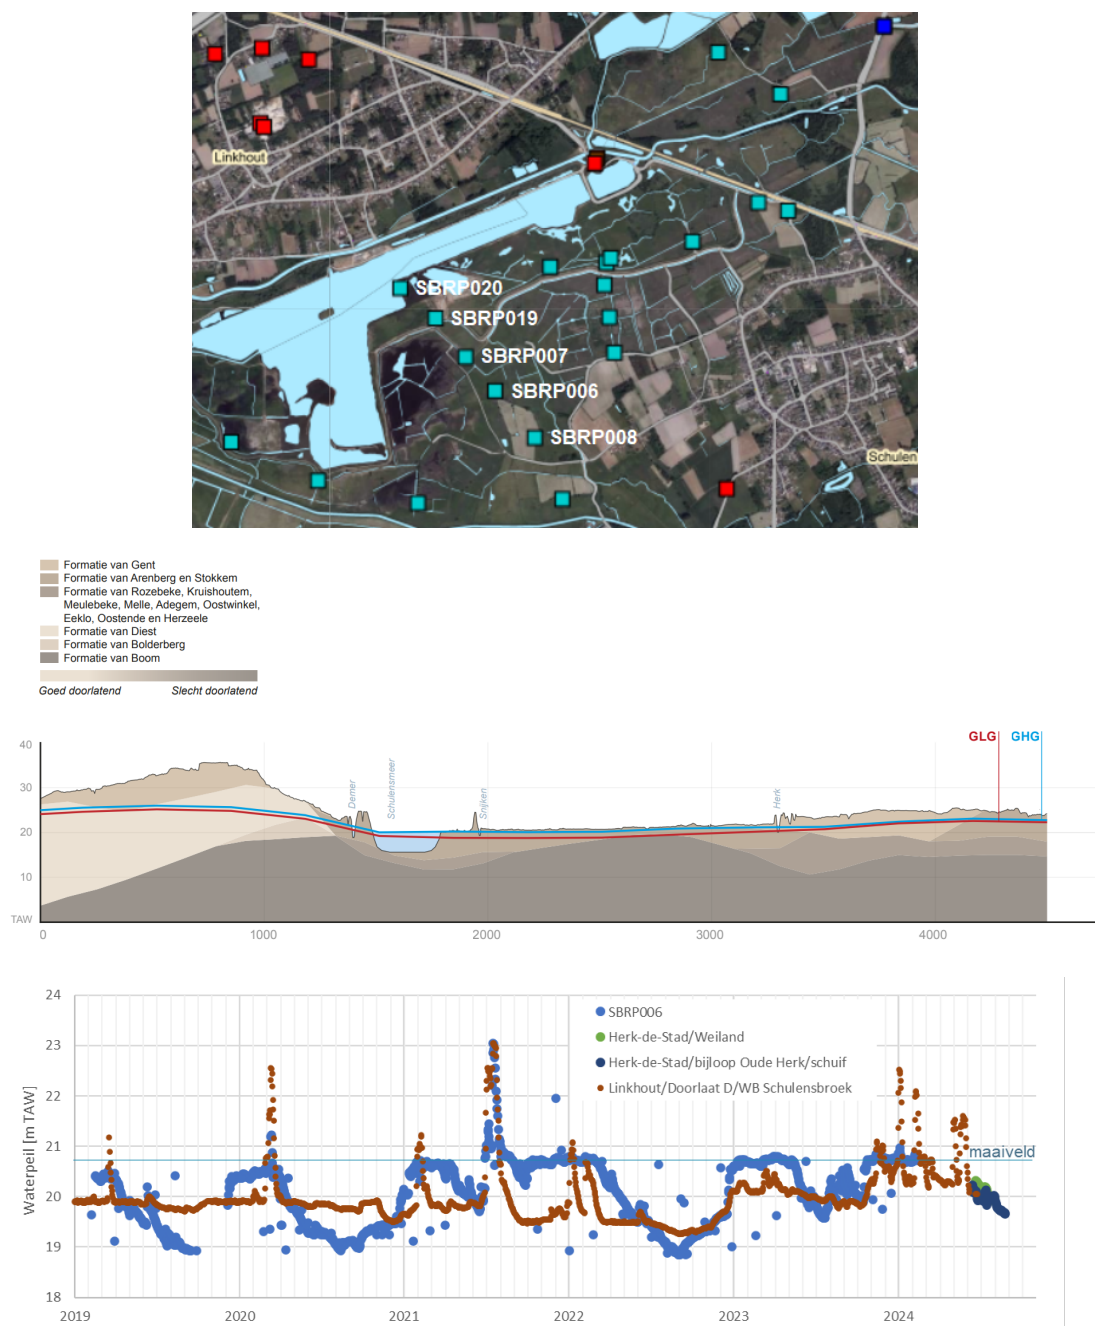 Linkhout
SBRP020
SBRP019
SBRP007
SBRP006
SBRP008
Schulen
Formatie van Gent
Formatie van Arenberg en Stokkem
Formatie van Rozebeke, Kruishoutem,
Meulebeke, Melle, Adegem, Oostwinkel,
Eeklo, Oostende en Herzeele
Formatie van Diest
Formatie van Bolderberg
Formatie van Boom
Goed doorlatend Slecht doorlatend
GLG GHG
40
30
20
10
TAW
Demer
Schulensmeer
Snijken
Herk
0 1000 2000 3000 4000
Waterpeil [m TAW]
24
23
22
21
20
19
18
SBRP006
Herk-de-Stad/Weiland
Herk-de-Stad/bijloop Oude Herk/schuif
Linkhout/Doorlaat D/WB Schulensbroek
maaiveld
2019 2020 2021 2022 2023 2024